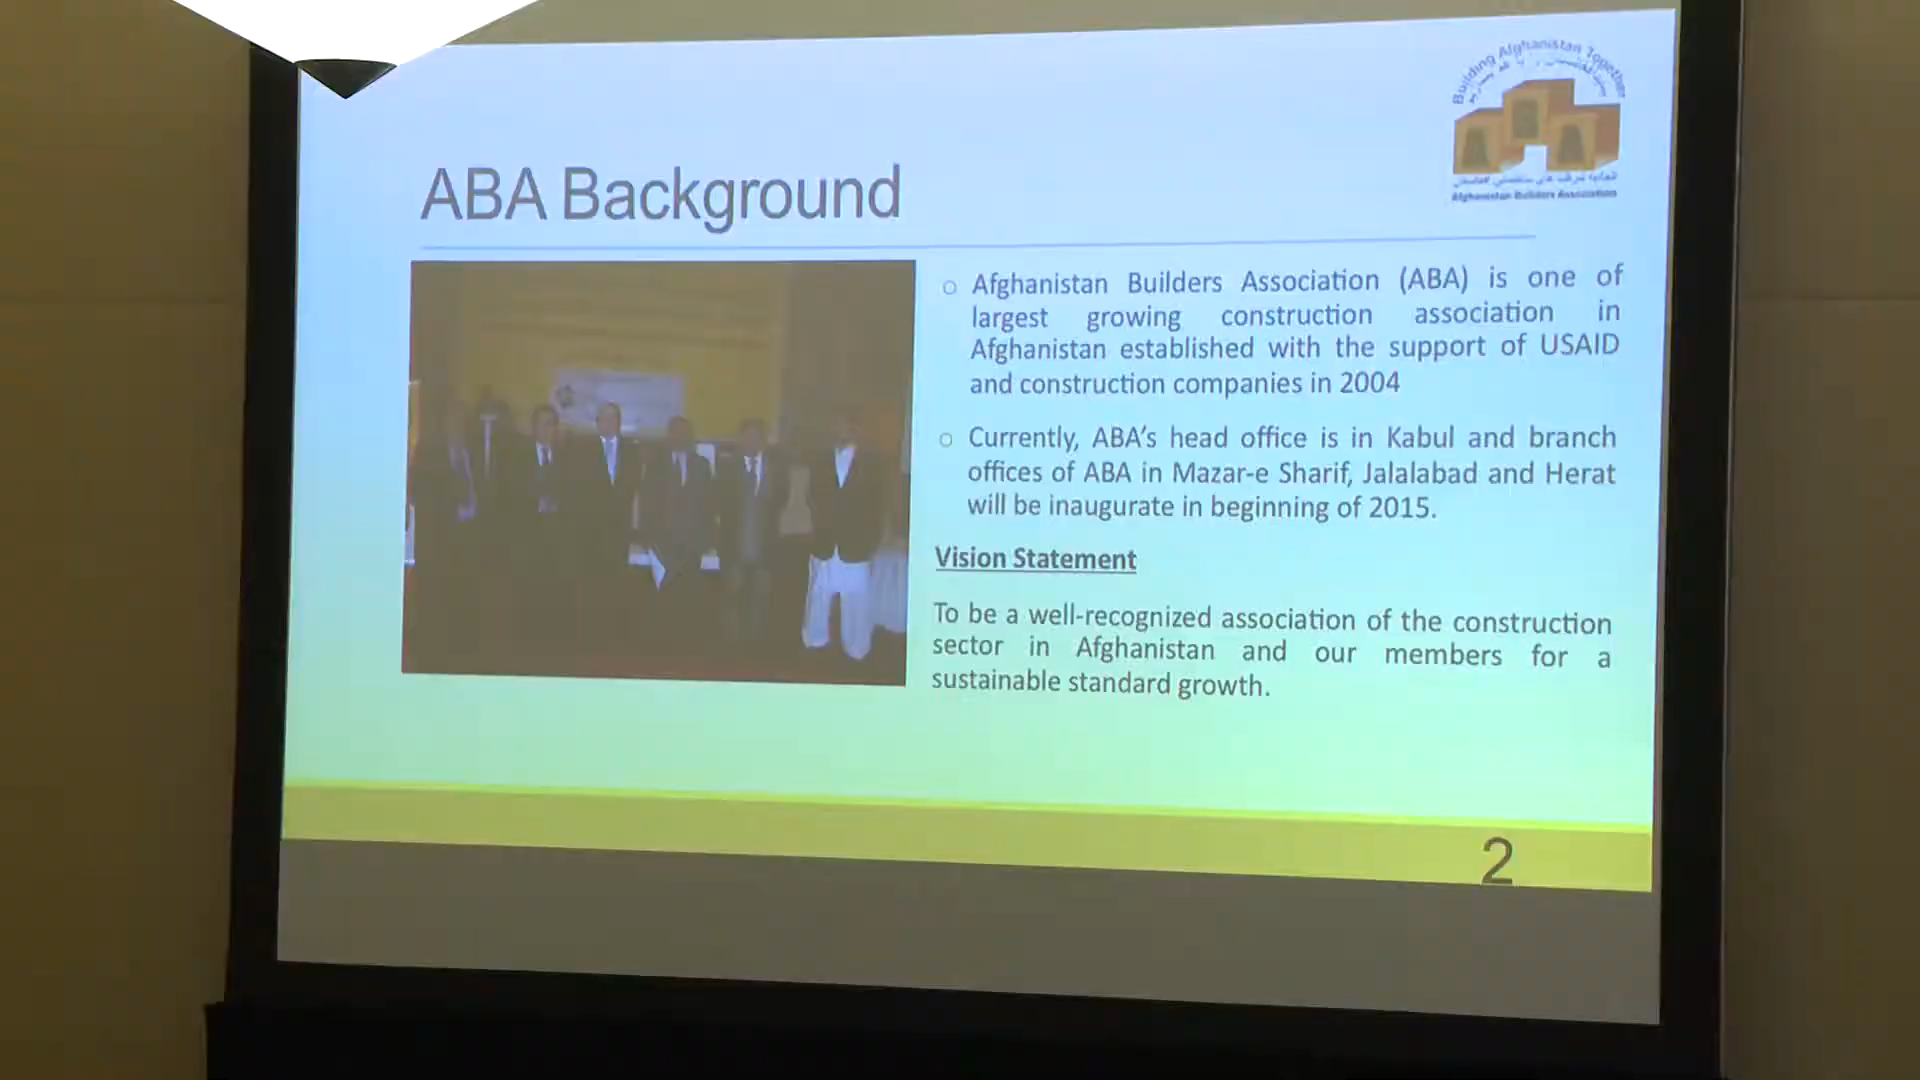 Building Afghanistan Together
Afghanistan Builders Association
ABA Background
Afghanistan Builders Association (ABA) is one of
largest growing construction association in
Afghanistan established with the support of USAID
and construction companies in 2004
Currently, ABA's head office is in Kabul and branch
offices of ABA in Mazar-e Sharif, Jalalabad and Herat
will be inaugurate in beginning of 2015.
Vision Statement
To be a well-recognized association of the construction
sector in Afghanistan and our members for a
sustainable standard growth.
2